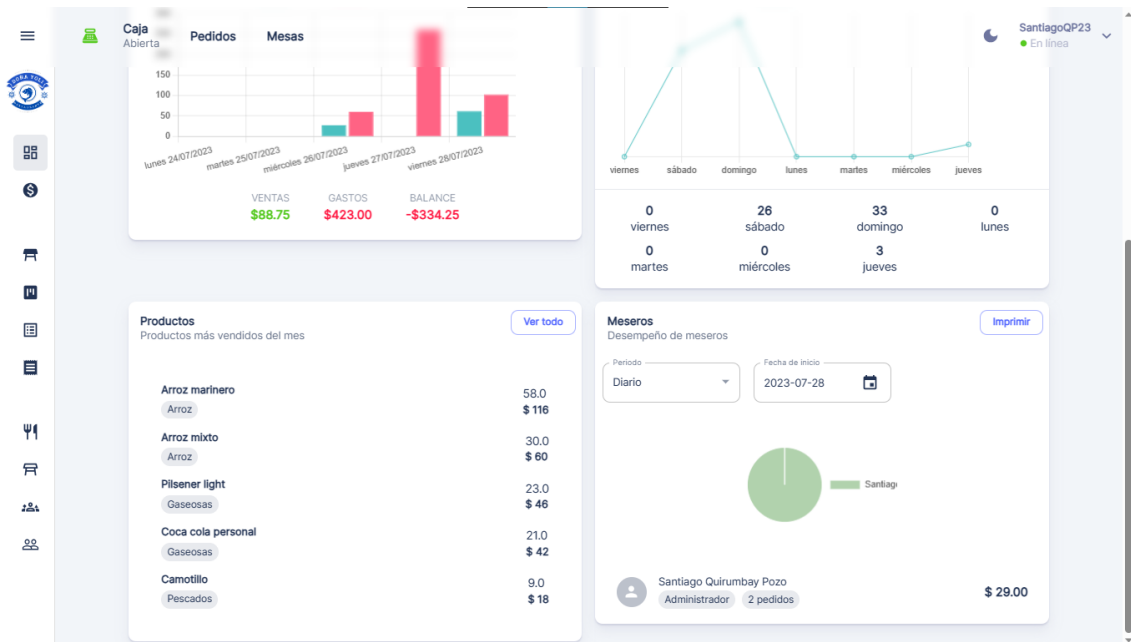 Caja
Abierta
Pedidos
Mesas
SantiagoQP23
En línea
DOÑA YOLI
150
100
50
0
lunes 24/07/2023
martes 25/07/2023
miércoles 26/07/2023
jueves 27/07/2023
viernes 28/07/2023
VENTAS GASTOS BALANCE
$88.75 $423.00 -$334.25
viernes sábado domingo lunes martes miércoles jueves
0 26 33 0
viernes sábado domingo lunes
0 0 3
martes miércoles jueves
Productos
Productos más vendidos del mes
Ver todo
Arroz marinero 58.0
Arroz $ 116
Arroz mixto 30.0
Arroz $ 60
Pilsener light 23.0
Gaseosas $ 46
Coca cola personal 21.0
Gaseosas $ 42
Camotillo 9.0
Pescados $ 18
Meseros
Desempeño de meseros
Imprimir
Periodo
Diario
Fecha de inicio
2023-07-28
Santiag
Santiago Quirumbay Pozo
Administrador 2 pedidos
$ 29.00